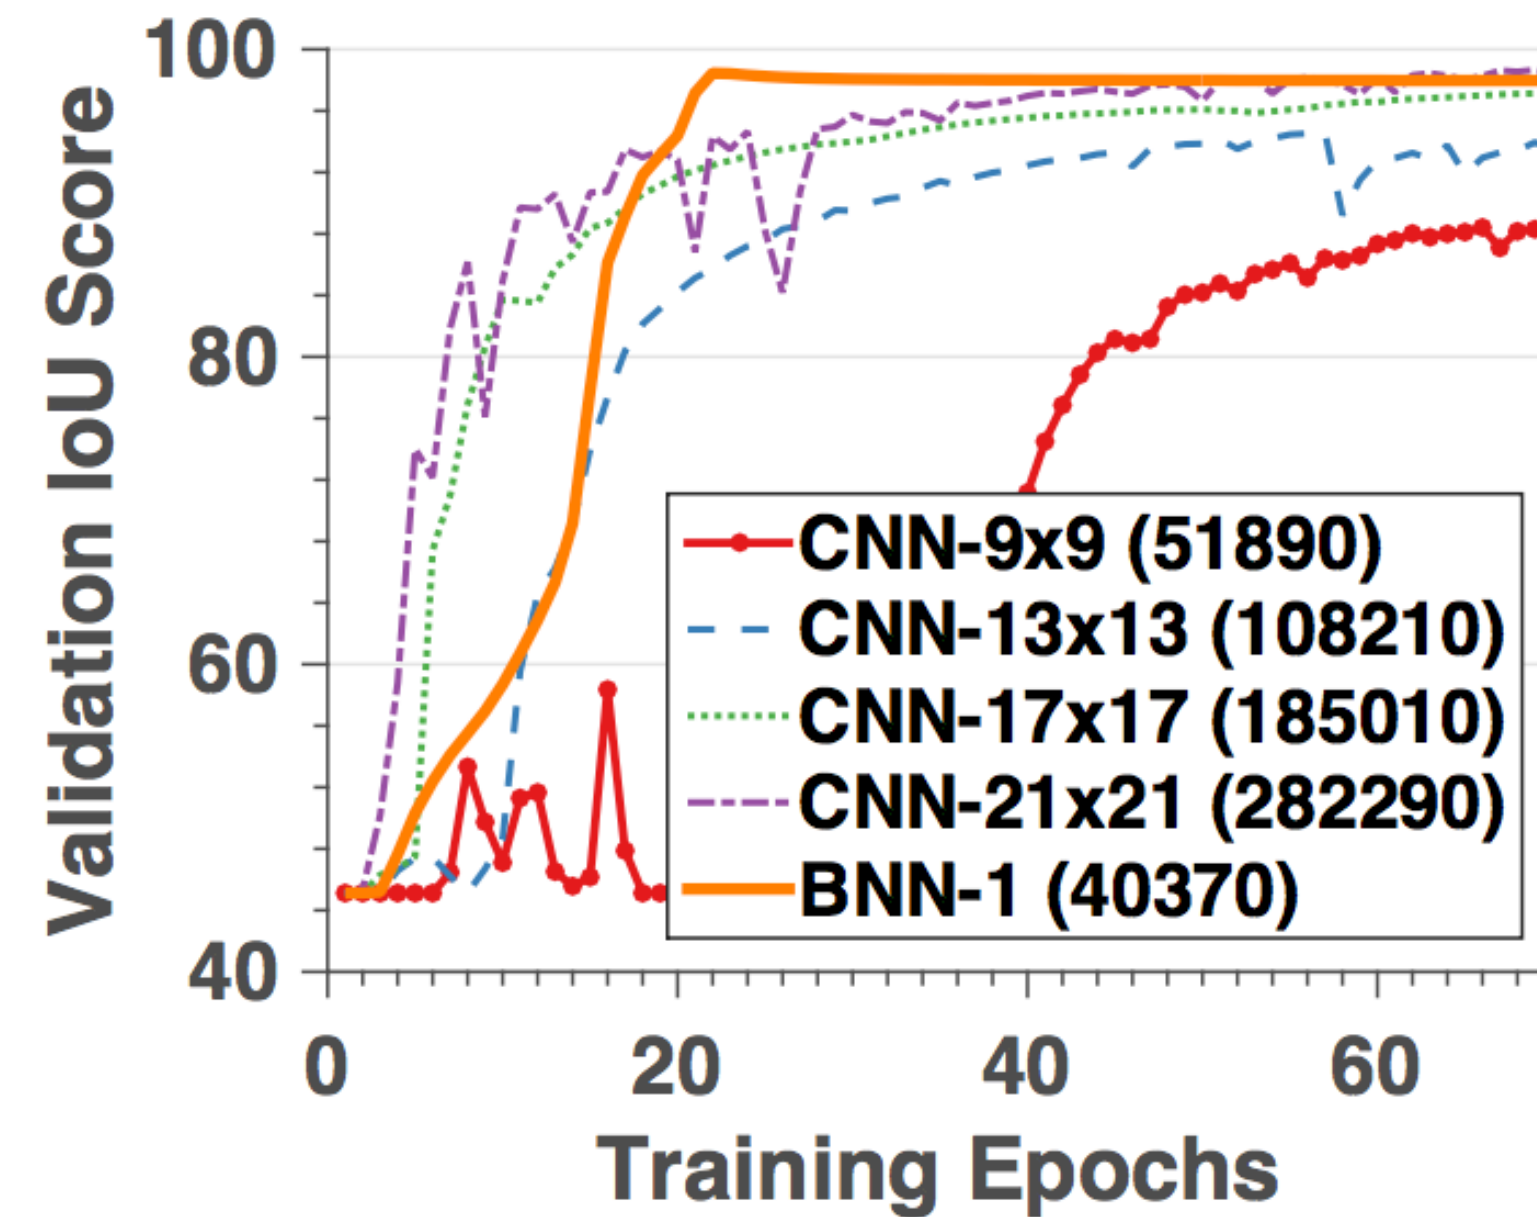 Validation IoU Score
100
80
60
40
CNN-9x9 (51890)
CNN-13x13 (108210)
CNN-17x17 (185010)
CNN-21x21 (282290)
BNN-1 (40370)
0 20 40 60
Training Epochs